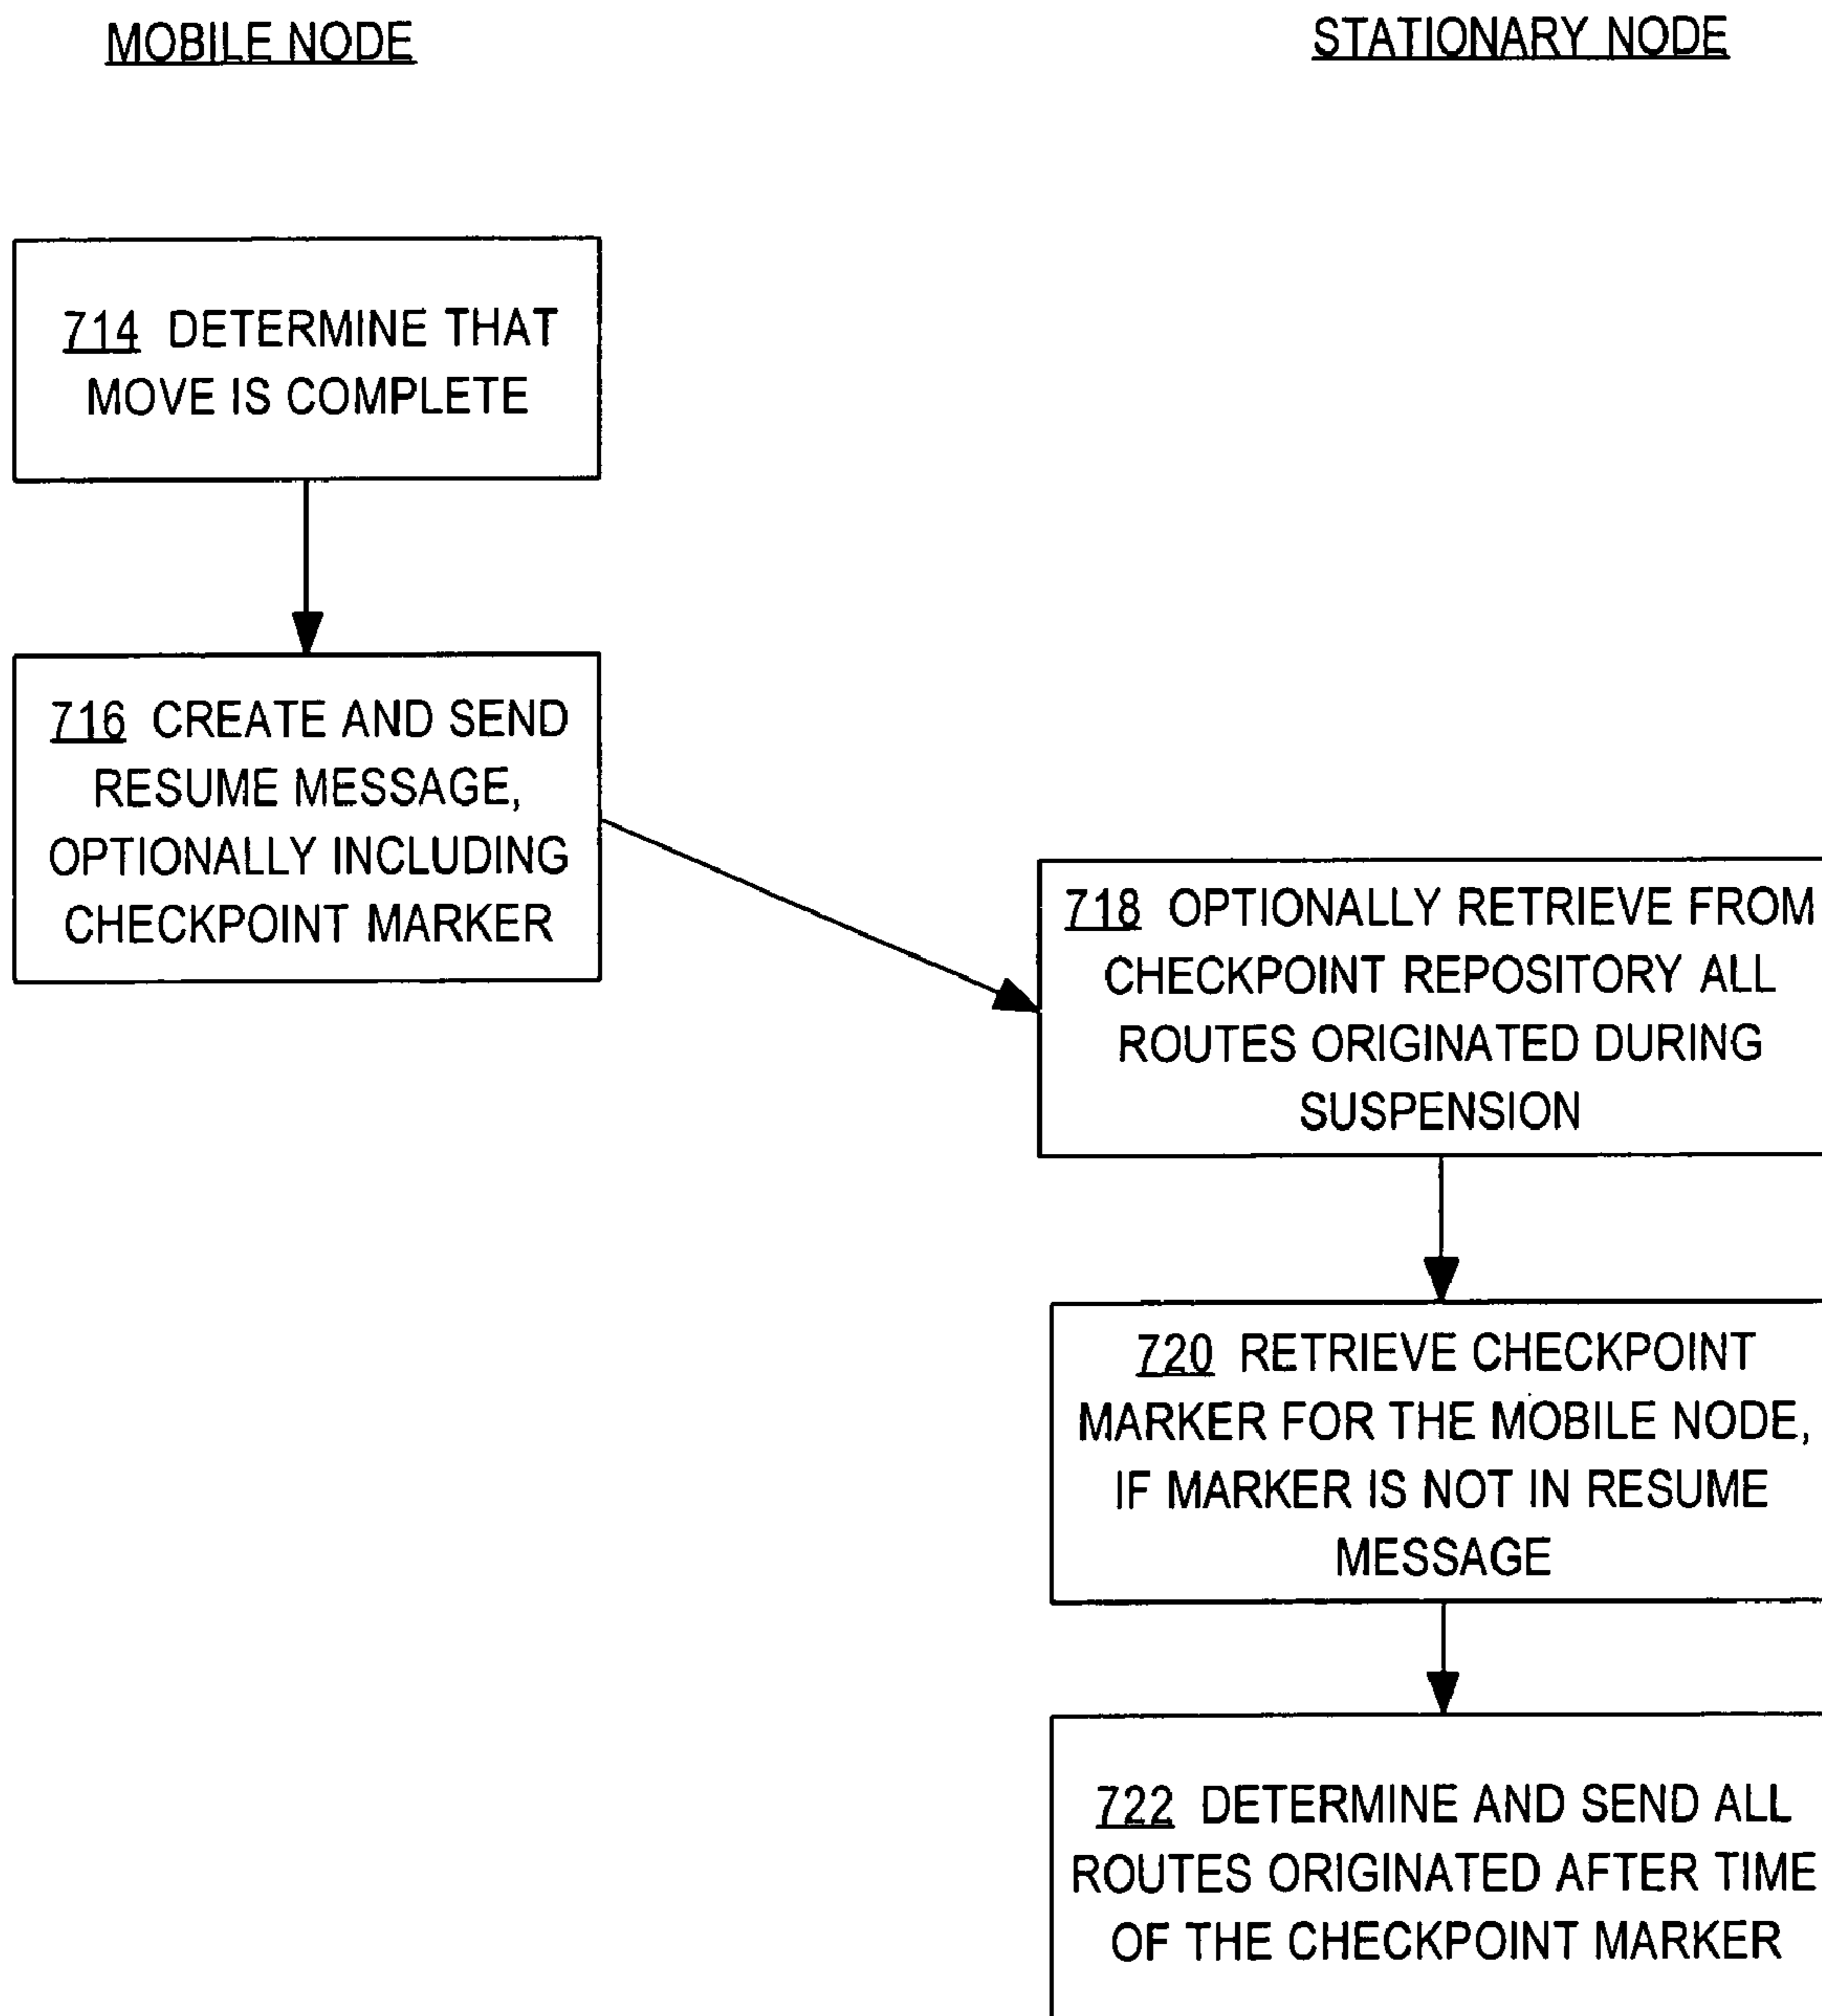 MOBILE NODE
STATIONARY NODE
714 DETERMINE THAT
MOVE IS COMPLETE
716 CREATE AND SEND
RESUME MESSAGE,
OPTIONALLY INCLUDING
CHECKPOINT MARKER
718 OPTIONALLY RETRIEVE FROM
CHECKPOINT REPOSITORY ALL
ROUTES ORIGINATED DURING
SUSPENSION
720 RETRIEVE CHECKPOINT
MARKER FOR THE MOBILE NODE,
IF MARKER IS NOT IN RESUME
MESSAGE
722 DETERMINE AND SEND ALL
ROUTES ORIGINATED AFTER TIME
OF THE CHECKPOINT MARKER